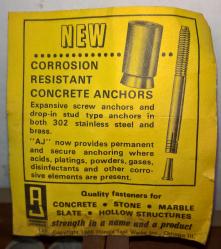 NEW
CORROSION
RESISTANT
CONCRETE ANCHORS
Expansive screw anchors and
drop-in stud type anchors in
both 302 stainless steel and
brass.
"AJ" now provides permanent
and secure anchoring where
acids, platings, powders, gases,
disinfectants and other corro-
sive elements are present.
Quality fasteners for
CONCRETE • STONE • MARBLE
SLATE • HOLLOW STRUCTURES
strength in a name and a product